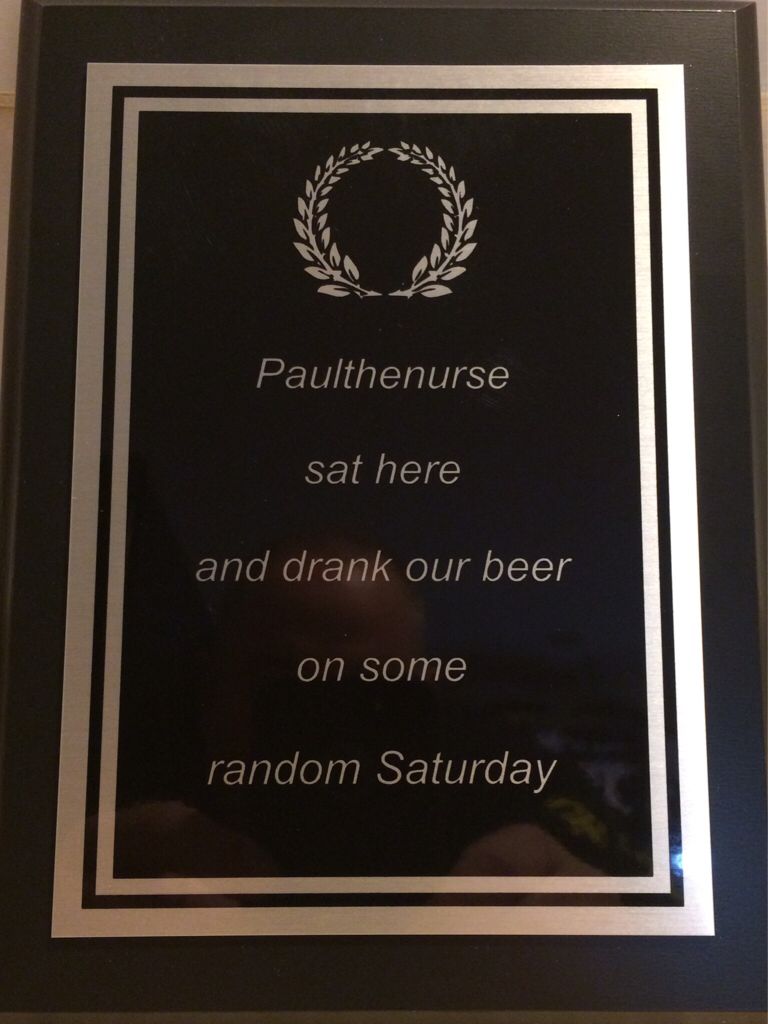 Paulthenurse
sat here
and drank our beer
on some
random Saturday